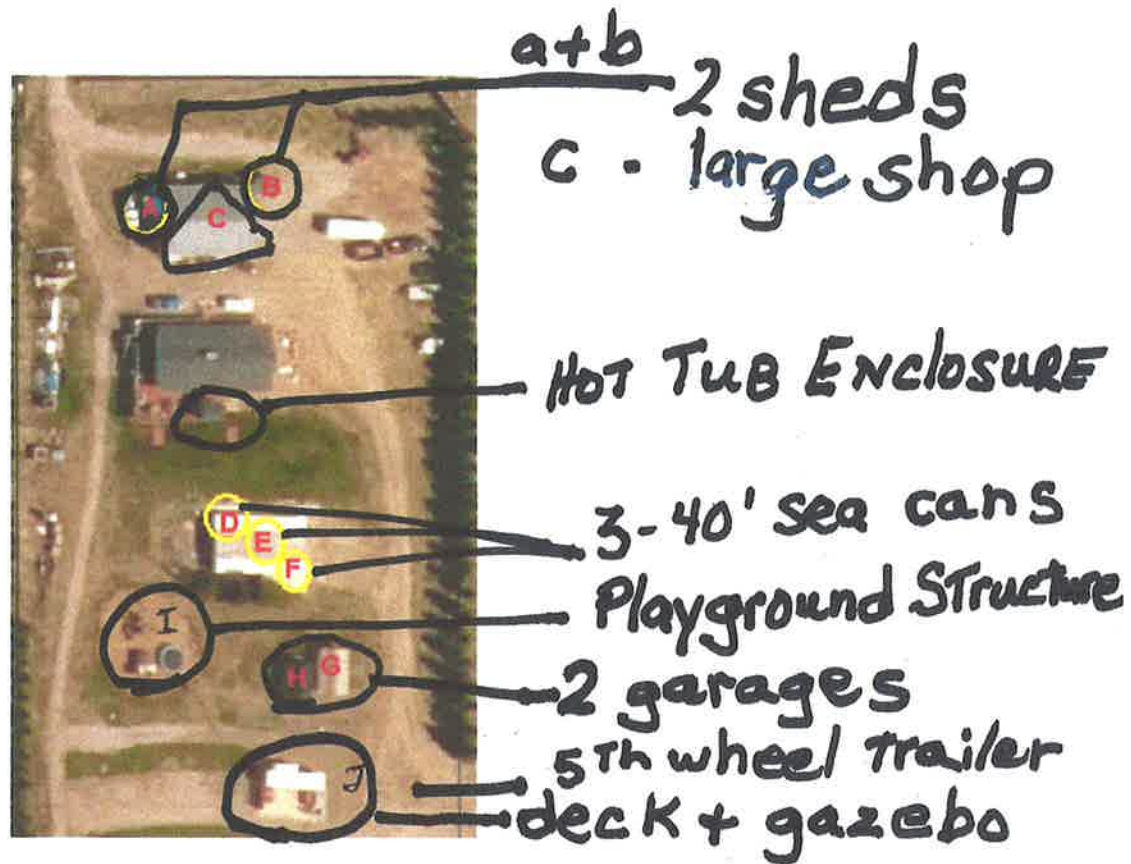 a+b
2 sheds
C - large shop
A
B
C
HOT TUB ENCLOSURE
D
E
F
3-40' sea cans
Playground Structure
I
H
G
2 garages
5Th wheel Trailer
J
deck + gazebo